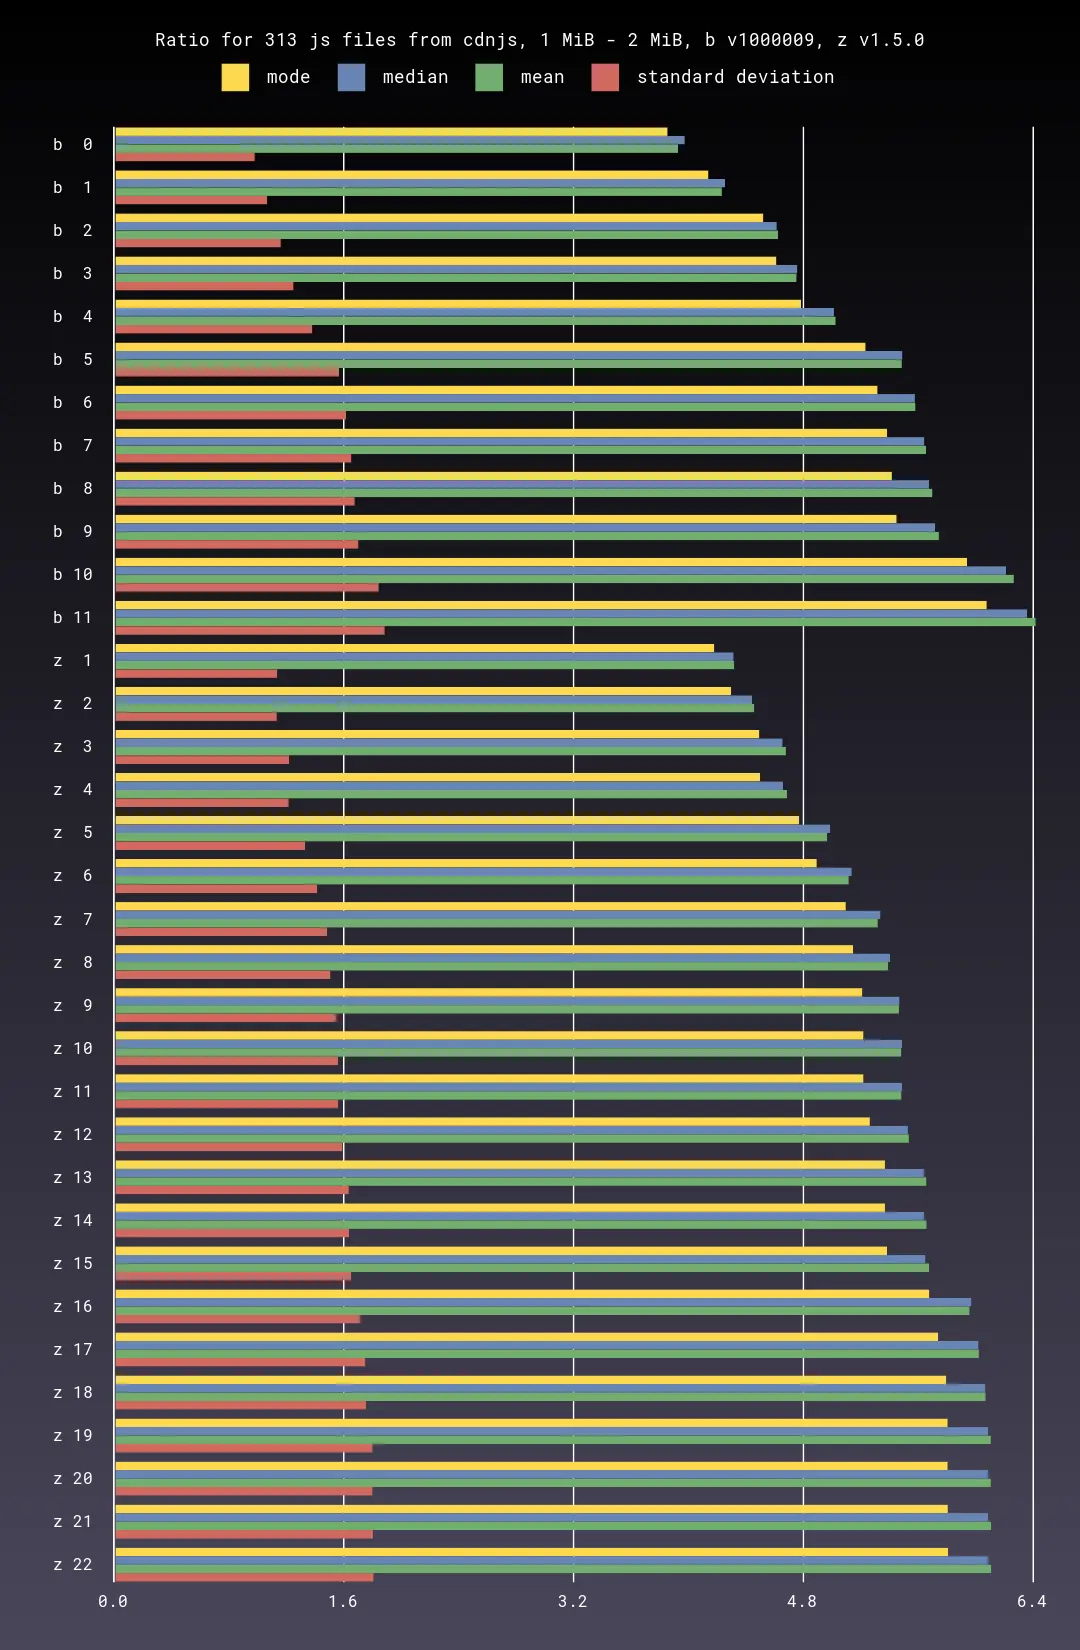 Ratio for 313 js files from cdnjs, 1 MiB - 2 MiB, b v1000009, z v1.5.0
mode median mean standard deviation
b 0
b 1
b 2
b 3
b 4
b 5
b 6
b 7
b 8
b 9
b 10
b 11
z 1
z 2
z 3
z 4
z 5
z 6
z 7
z 8
z 9
z 10
z 11
z 12
z 13
z 14
z 15
z 16
z 17
z 18
z 19
z 20
z 21
z 22
0.0 1.6 3.2 4.8 6.4